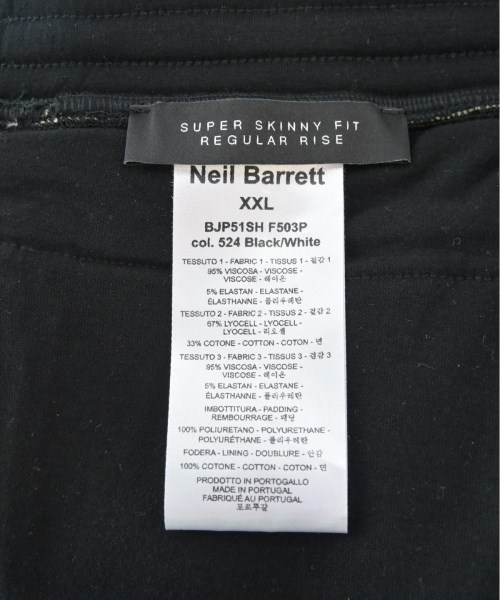 SUPER SKINNY FIT
REGULAR RISE
Neil Barrett
XXL
BJP51SH F503P
col. 524 Black/White
TESSUTO 1 - FABRIC 1 - TISSUS 1 - 겉감 1
95% VISCOSA - VISCOSE -
VISCOSE - 레이온
5% ELASTAN - ELASTANE -
ÉLASTHANNE - 폴리우레탄
TESSUTO 2 - FABRIC 2 - TISSUS 2 - 겉감 2
67% LYOCELL - LYOCELL -
LYOCELL - 리오셀
33% COTONE - COTTON - COTON - 면
TESSUTO 3 - FABRIC 3 - TISSUS 3 - 겉감 3
95% VISCOSA - VISCOSE -
VISCOSE - 레이온
5% ELASTAN - ELASTANE -
ÉLASTHANNE - 폴리우레탄
IMBOTTITURA - PADDING -
REMBOURRAGE - 패딩
100% POLIURETANO - POLYURETHANE -
POLYURÉTHANE - 폴리우레탄
FODERA - LINING - DOUBLURE - 안감
100% COTONE - COTTON - COTON - 면
PRODOTTO IN PORTOGALLO
MADE IN PORTUGAL
FABRIQUÉ AU PORTUGAL
포르투갈